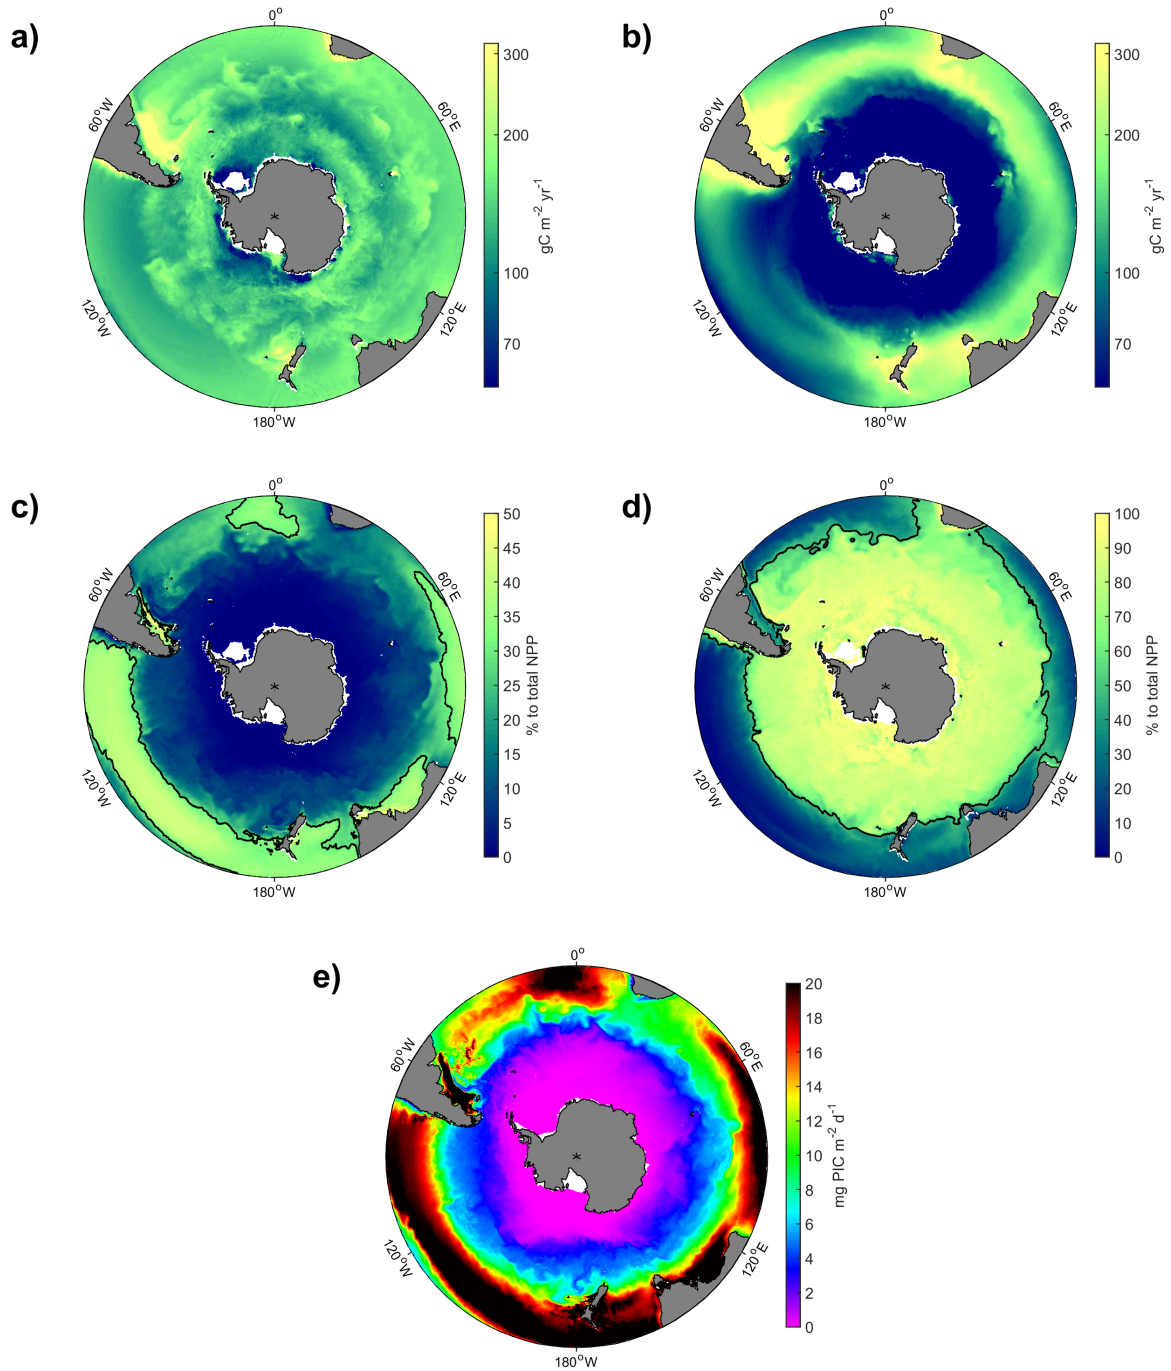 a)
0°
60°W
60°E
120°W
120°E
180°W
300
200
100
70
gC m⁻² yr⁻¹
b)
0°
60°W
60°E
120°W
120°E
180°W
300
200
100
70
gC m⁻² yr⁻¹
c)
0°
60°W
60°E
120°W
120°E
180°W
50
45
40
35
30
25
20
15
10
5
0
% to total NPP
d)
0°
60°W
60°E
120°W
120°E
180°W
100
90
80
70
60
50
40
30
20
10
0
% to total NPP
e)
0°
60°W
60°E
120°W
120°E
180°W
20
18
16
14
12
10
8
6
4
2
0
mg PIC m⁻² d⁻¹